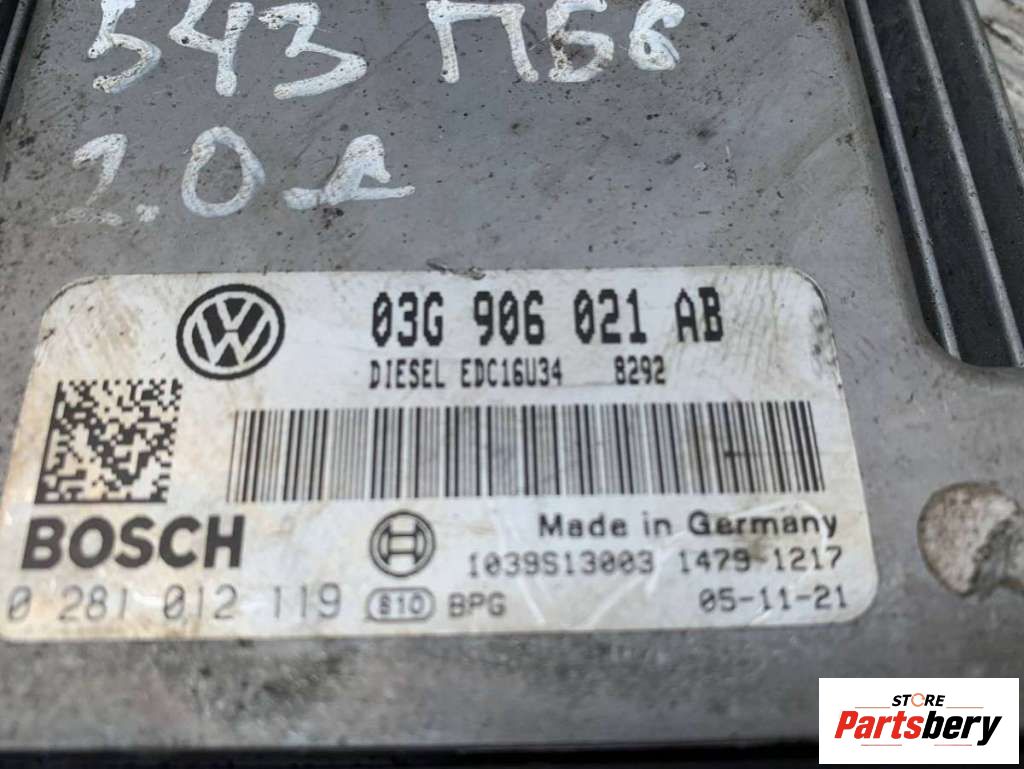 543 ПБ6
2.0 д
03G 906 021 AB
DIESEL EDC16U34 8292
BOSCH
Made in Germany
1039S13003 1479 1217
0 281 012 119 810 BPG
05-11-21
STORE
Partsbery